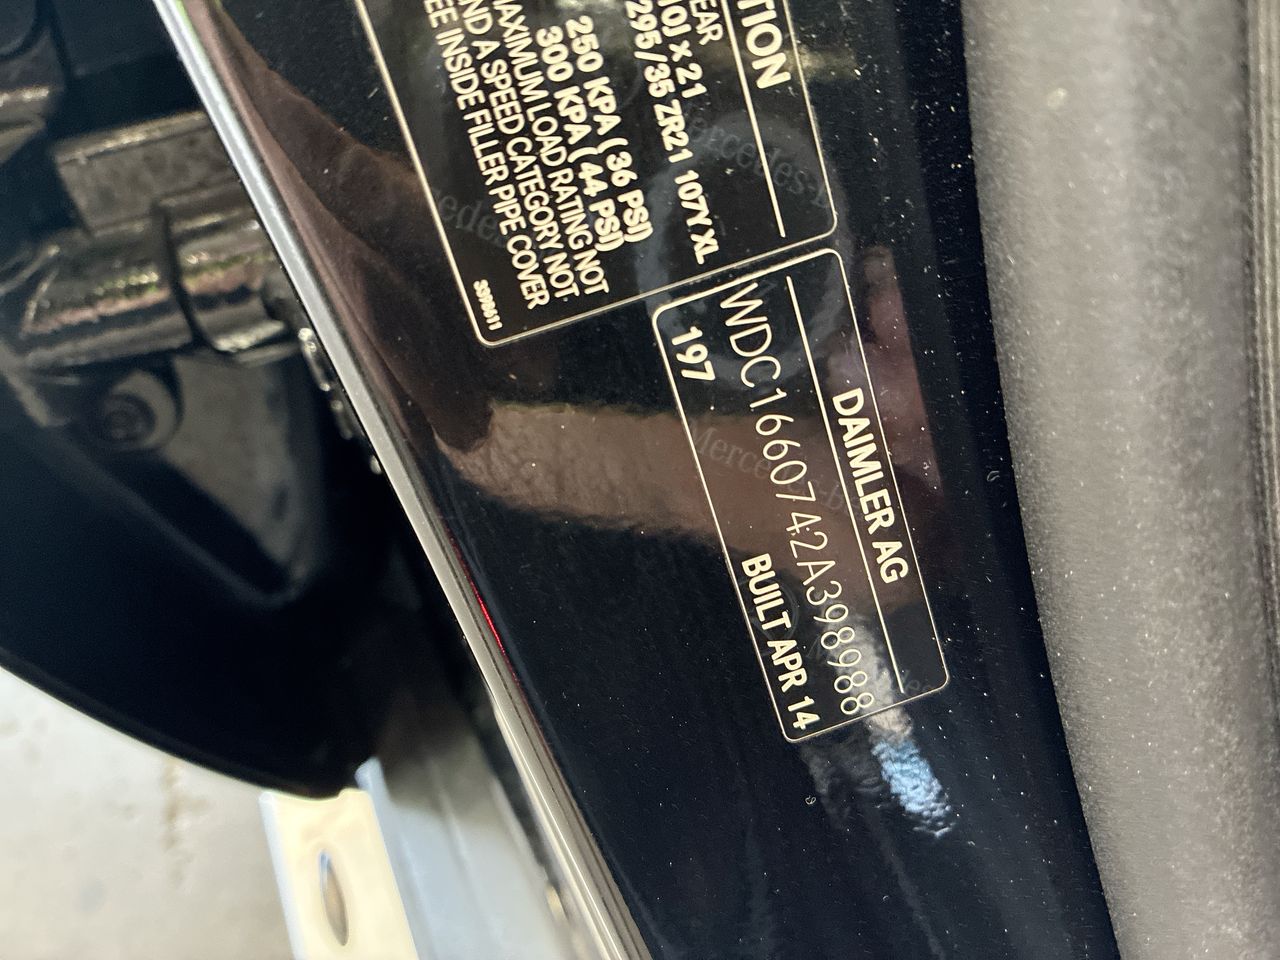 TION
EAR
10J X 21
295/35 ZR21 107Y XL
250 KPA ( 36 PSI)
300 KPA ( 44 PSI)
MAXIMUM LOAD RATING NOT
AND A SPEED CATEGORY NOT
EE INSIDE FILLER PIPE COVER
DAIMLER AG
WDC1660742A398988
197
BUILT APR 14